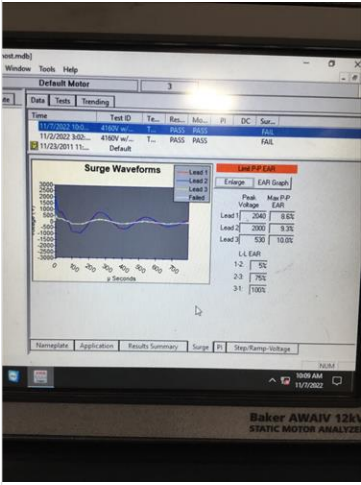 ost.mdb]
Window Tools Help
Default Motor 3
Data Tests Trending
Time Test ID Te... Res... Mo... PI DC Sur...
11/7/2022 10:0... 4160V w/... T... PASS PASS FAIL
11/2/2022 3:02:... 4160V w/... T... PASS PASS FAIL
11/23/2011 11:... Default
Surge Waveforms
Lead 1
Lead 2
Lead 3
Failed
3000
2500
2000
1500
1000
500
0
-500
-1000
-1500
-2000
-2500
-3000
0 100 200 300 400 500 600 700
µ Seconds
Limit P-P EAR
Enlarge EAR Graph
Peak Voltage Max P-P EAR
Lead 1 2040 8.6%
Lead 2 2000 9.3%
Lead 3 530 10.0%
L-L EAR
1-2: 5%
2-3: 75%
3-1: 100%
Nameplate Application Results Summary Surge PI Step/Ramp-Voltage
NUM
10:09 AM
11/7/2022
Baker AWAIV 12kV
STATIC MOTOR ANALYZE